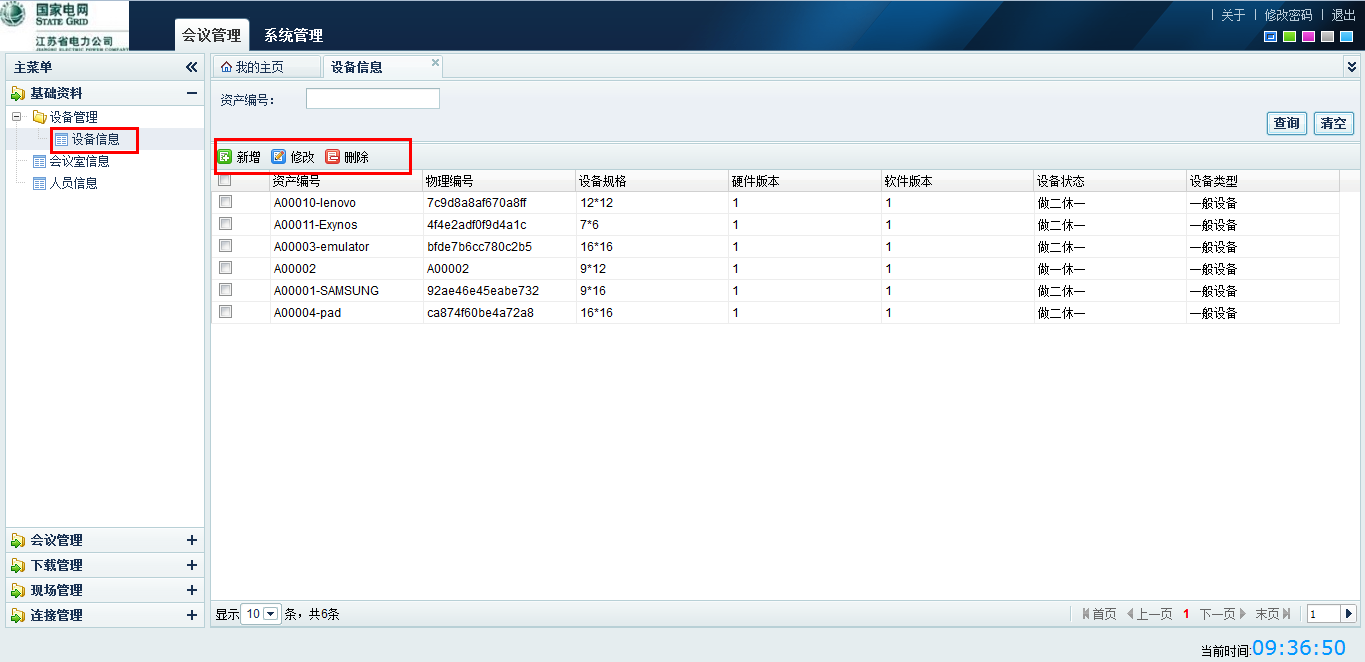 国家电网
STATE GRID
江苏省电力公司
JIANGSU ELECTRIC POWER COMPANY
会议管理 系统管理
关于 修改密码 退出
主菜单
基础资料
设备管理
设备信息
会议室信息
人员信息
会议管理
下载管理
现场管理
连接管理
我的主页 设备信息
资产编号：
查询 清空
新增 修改 删除
资产编号 物理编号 设备规格 硬件版本 软件版本 设备状态 设备类型
A00010-lenovo 7c9d8a8af670a8ff 12*12 1 1 做二休一 一般设备
A00011-Exynos 4f4e2adf0f9d4a1c 7*6 1 1 做二休一 一般设备
A00003-emulator bfde7b6cc780c2b5 16*16 1 1 做二休一 一般设备
A00002 A00002 9*12 1 1 做一休一 一般设备
A00001-SAMSUNG 92ae46e45eabe732 9*16 1 1 做二休一 一般设备
A00004-pad ca874f60be4a72a8 16*16 1 1 做二休一 一般设备
显示 10 条，共6条
首页 上一页 1 下一页 末页 1
当前时间:09:36:50